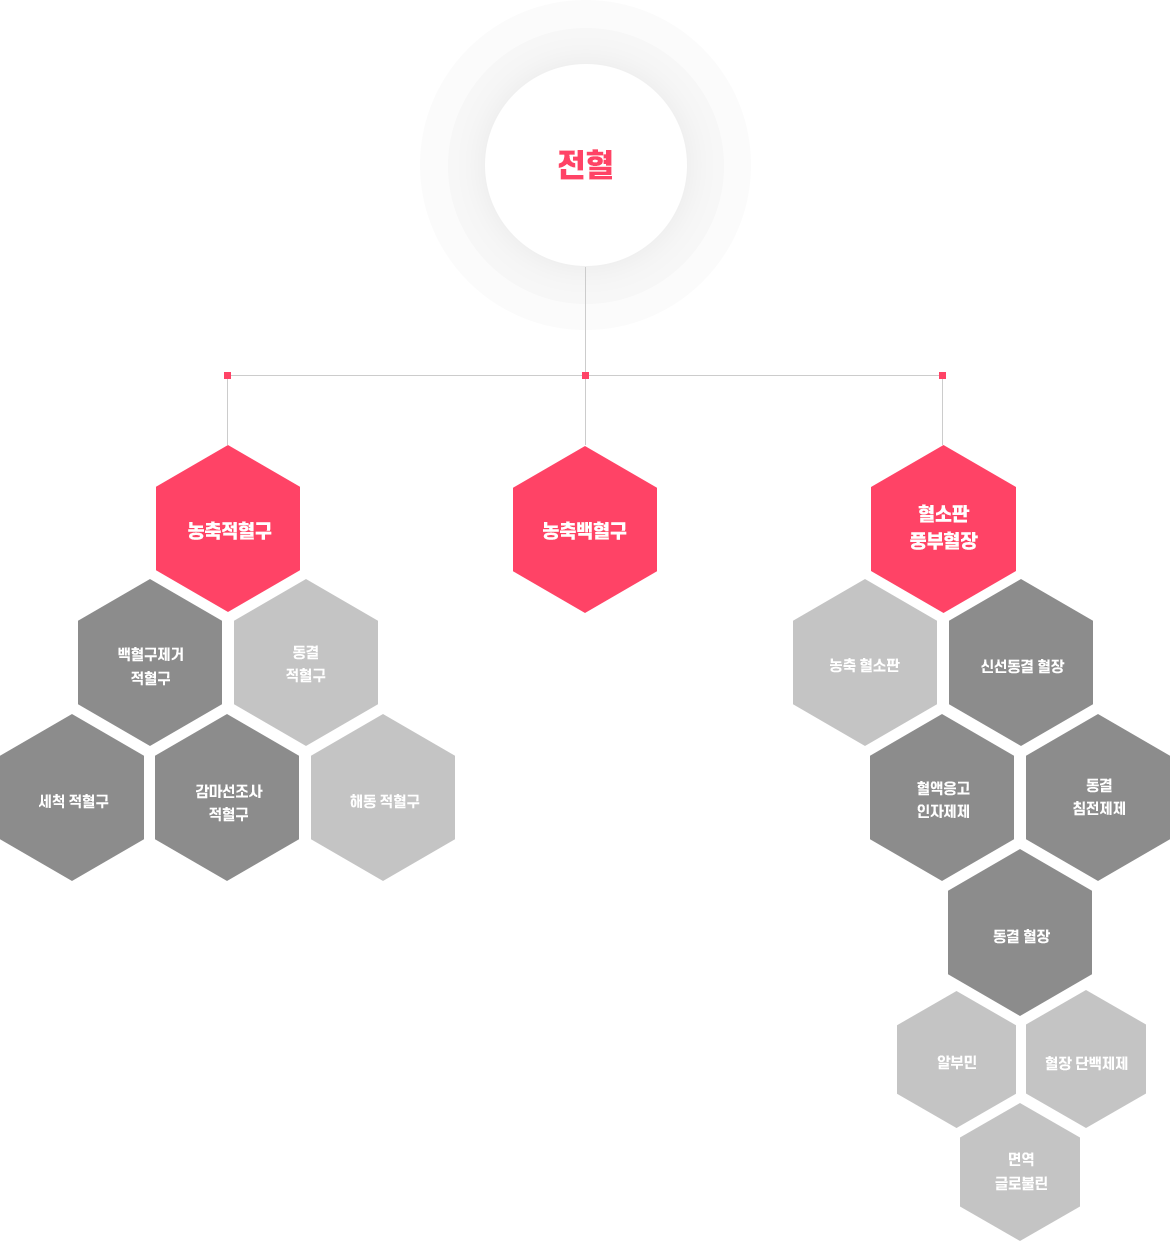 전혈
농축적혈구
농축백혈구
혈소판
풍부혈장
백혈구제거
적혈구
동결
적혈구
농축 혈소판
신선동결 혈장
세척 적혈구
감마선조사
적혈구
해동 적혈구
혈액응고
인자제제
동결
침전제제
동결 혈장
알부민
혈장 단백제제
면역
글로불린